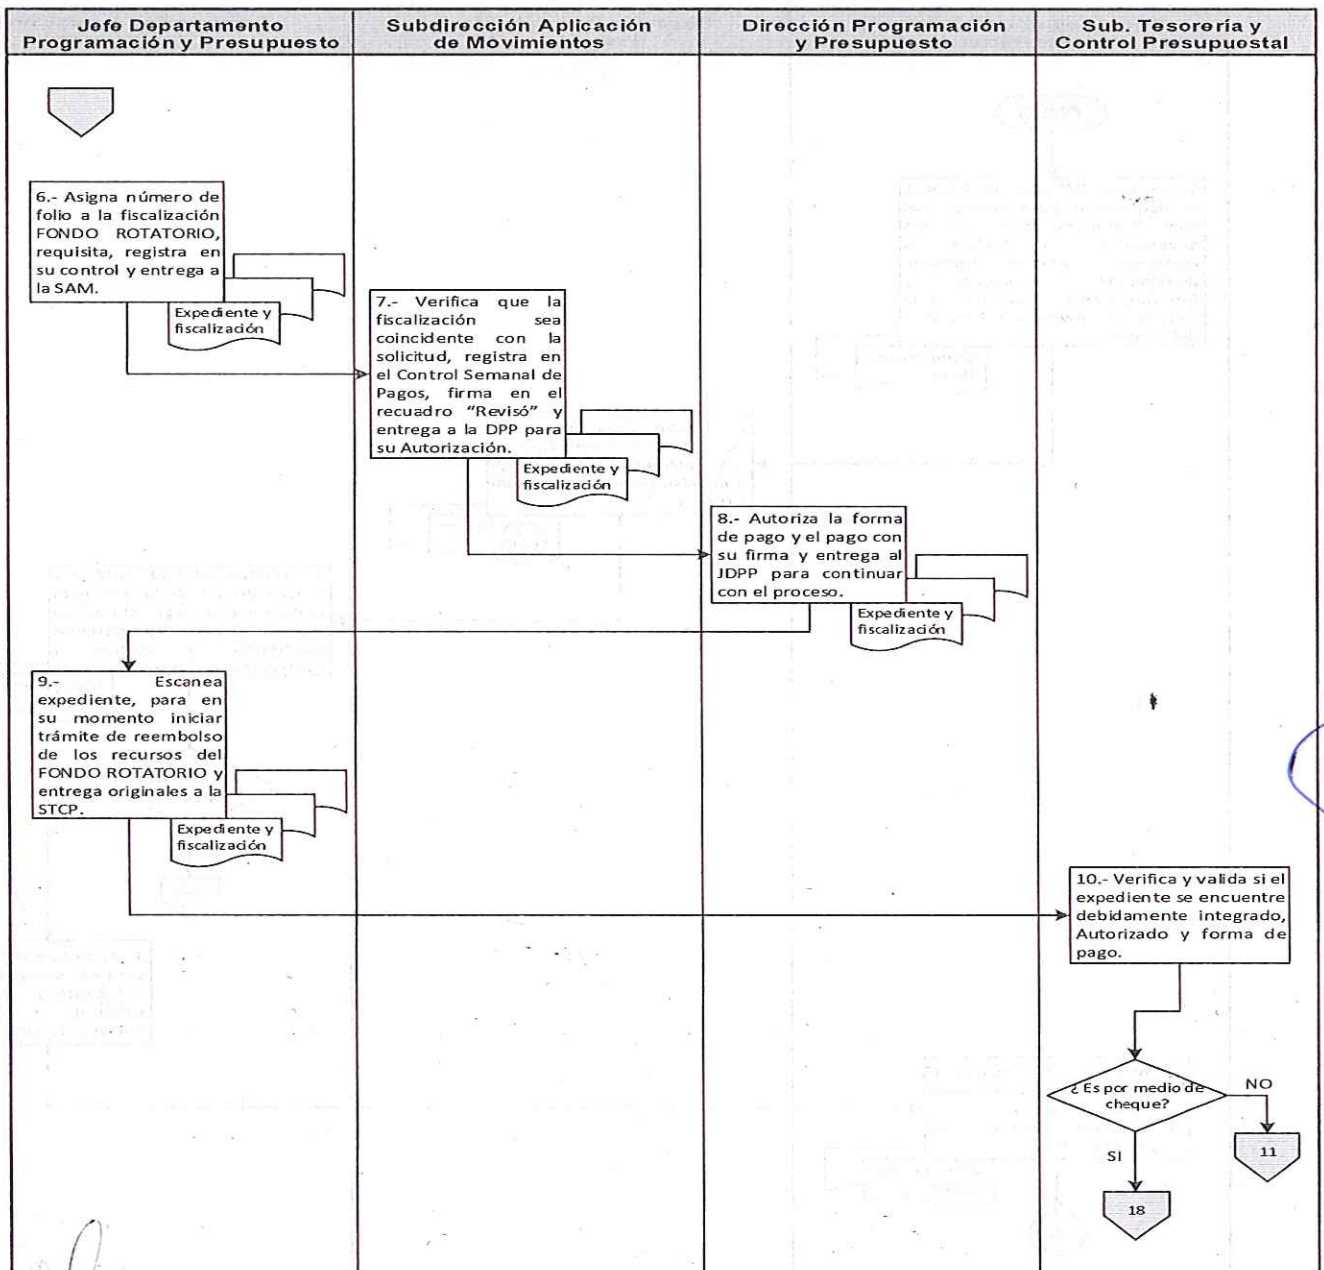 Jefe Departamento
Programación y Presupuesto
Subdirección Aplicación
de Movimientos
Dirección Programación
y Presupuesto
Sub. Tesorería y
Control Presupuestal
6.- Asigna número de
folio a la fiscalización
FONDO ROTATORIO,
requisita, registra en
su control y entrega a
la SAM.
Expediente y
fiscalización
7.- Verifica que la
fiscalización sea
coincidente con la
solicitud, registra en
el Control Semanal de
Pagos, firma en el
recuadro “Revisó” y
entrega a la DPP para
su Autorización.
Expediente y
fiscalización
8.- Autoriza la forma
de pago y el pago con
su firma y entrega al
JDPP para continuar
con el proceso.
Expediente y
fiscalización
9.- Escanea
expediente, para en
su momento iniciar
trámite de reembolso
de los recursos del
FONDO ROTATORIO y
entrega originales a la
STCP.
Expediente y
fiscalización
10.- Verifica y valida si el
expediente se encuentre
debidamente integrado,
Autorizado y forma de
pago.
¿ Es por medio de
cheque?
NO
11
SI
18